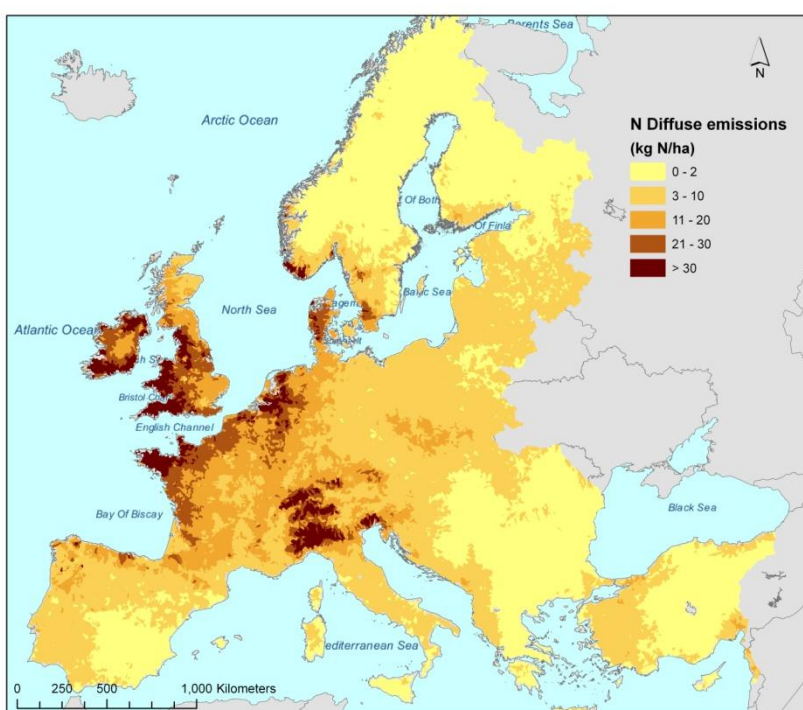 Barents Sea
N
Arctic Ocean
N Diffuse emissions
(kg N/ha)
0 - 2
3 - 10
11 - 20
21 - 30
> 30
Of Both
Of Finla
North Sea
Baltic Sea
Atlantic Ocean
Bristol
English Channel
Bay Of Biscay
Black Sea
editerranean Sea
0 250 500 1,000 Kilometers